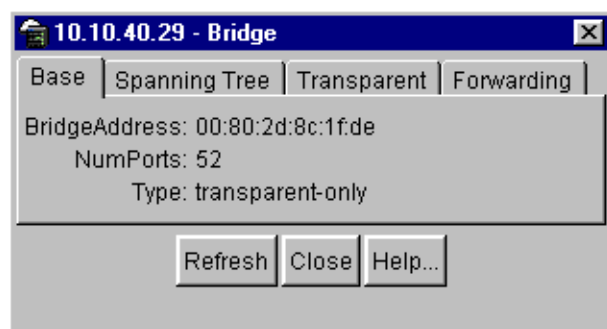 10.10.40.29 - Bridge
Base Spanning Tree Transparent Forwarding
BridgeAddress: 00:80:2d:8c:1f:de
NumPorts: 52
Type: transparent-only
Refresh Close Help...